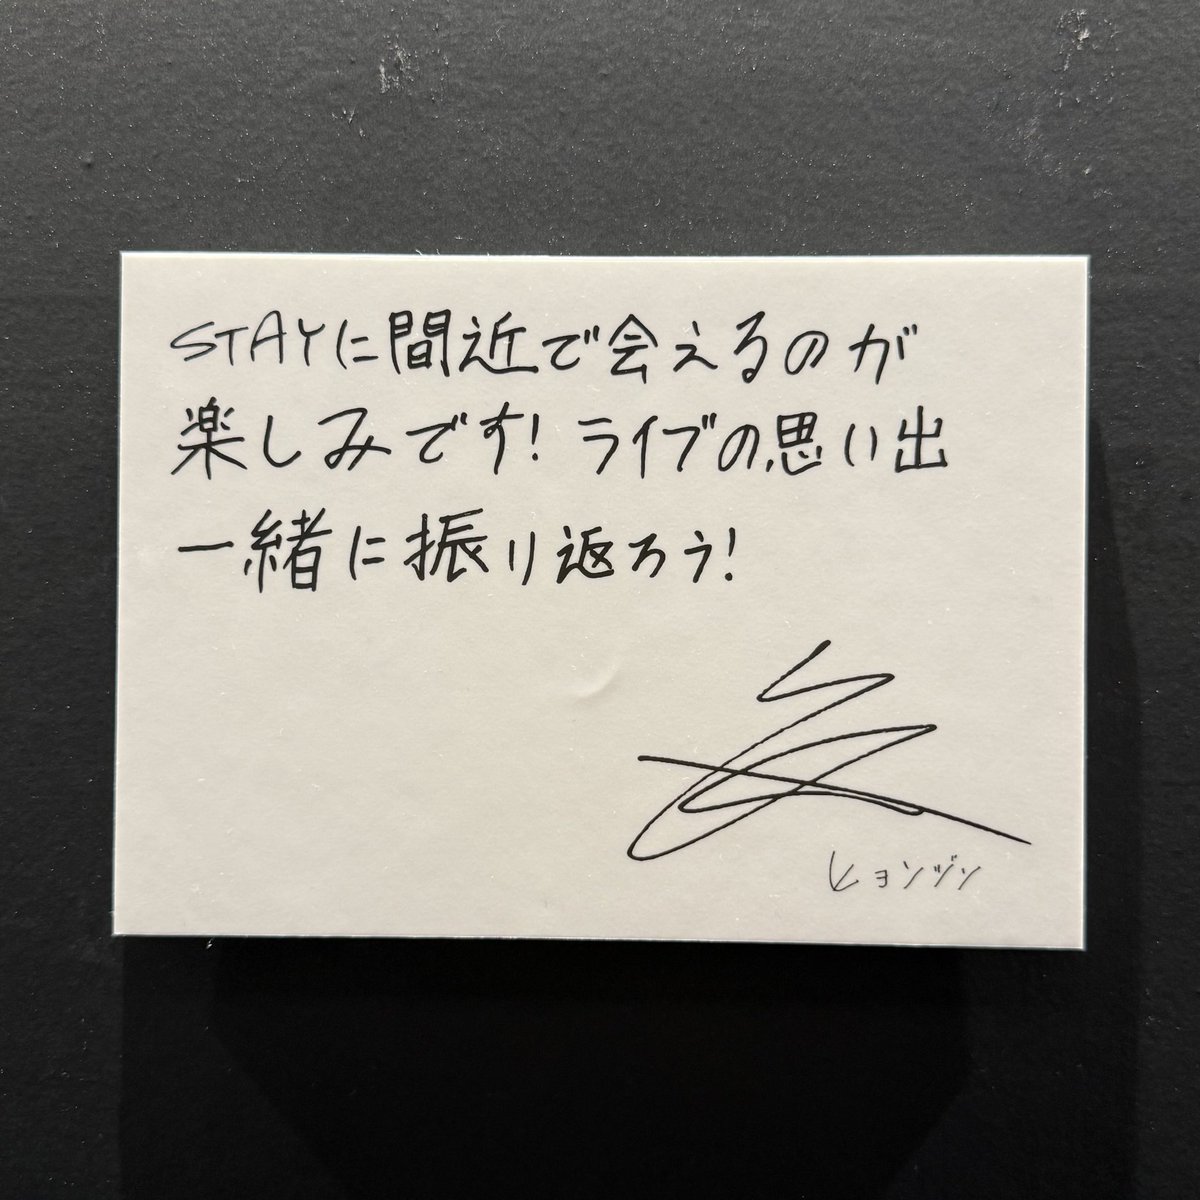 STAYに間近で会えるのが
楽しみです! ライブの思い出
一緒に振り返ろう!
ヒョンジン